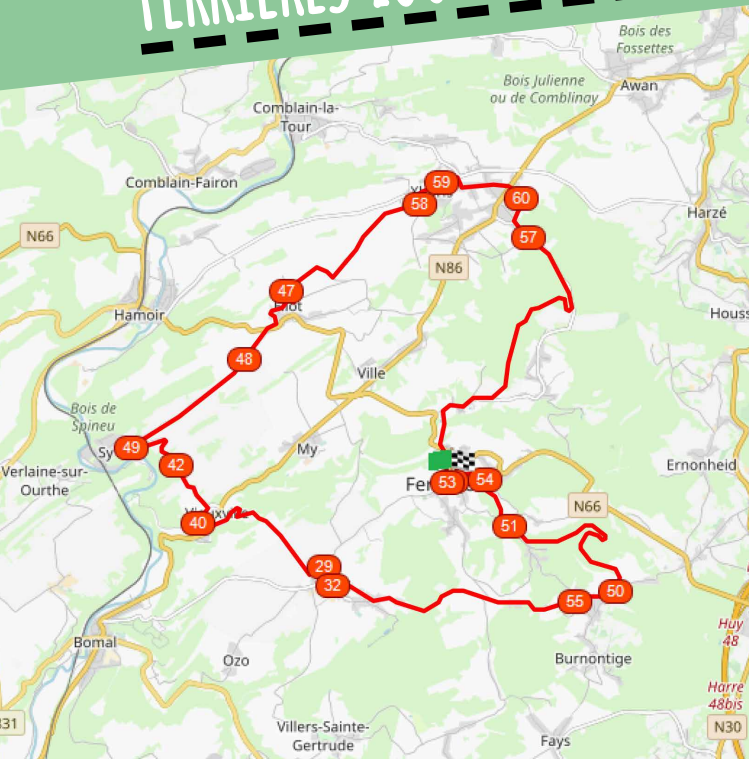 Bois des
Fossettes
Bois Julienne
ou de Comblinay
Awan
Comblain-la-
Tour
Comblain-Fairon
59
58
60
Harzé
N66
57
N86
47
Hamoir
Houss
48
Ville
Bois de
Spineu
49
Sy
My
42
Verlaine-sur-
Ourthe
Ernonheid
53
54
N66
40
51
29
32
55
50
Huy
48
Bomal
Ozo
Burnontige
Harre
48bis
N30
Villers-Sainte-
Gertrude
Fays